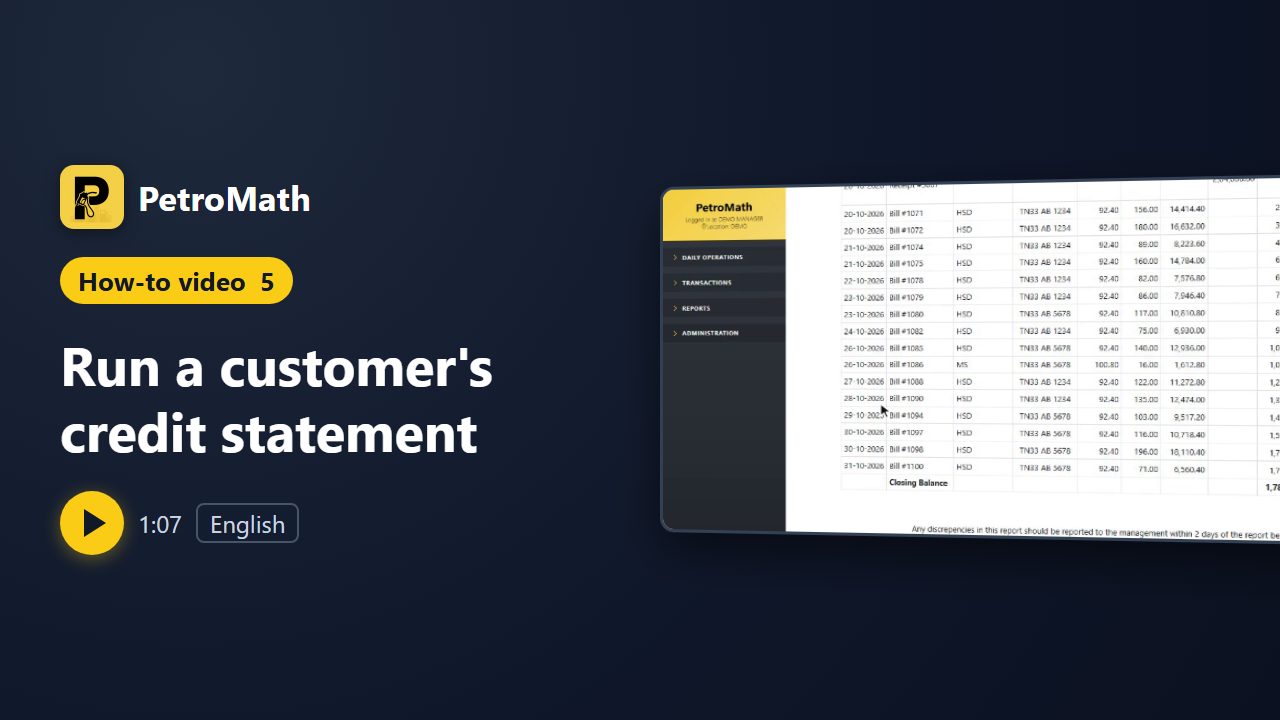 PetroMath
How-to video 5
Run a customer's
credit statement
1:07 English
PetroMath
Logged in as: DEMO MANAGER
Location: DEMO
DAILY OPERATIONS
TRANSACTIONS
REPORTS
ADMINISTRATION
20-10-2026 Bill #1071 HSD TN33 AB 1234 92.40 156.00 14,414.40
20-10-2026 Bill #1072 HSD TN33 AB 1234 92.40 180.00 16,632.00
21-10-2026 Bill #1074 HSD TN33 AB 1234 92.40 89.00 8,223.60
21-10-2026 Bill #1075 HSD TN33 AB 1234 92.40 160.00 14,784.00
22-10-2026 Bill #1078 HSD TN33 AB 1234 92.40 82.00 7,576.80
23-10-2026 Bill #1079 HSD TN33 AB 1234 92.40 86.00 7,946.40
23-10-2026 Bill #1080 HSD TN33 AB 5678 92.40 117.00 10,810.80
24-10-2026 Bill #1082 HSD TN33 AB 1234 92.40 75.00 6,930.00
26-10-2026 Bill #1085 HSD TN33 AB 5678 92.40 140.00 12,936.00
26-10-2026 Bill #1086 MS TN33 AB 5678 100.80 16.00 1,612.80
27-10-2026 Bill #1088 HSD TN33 AB 1234 92.40 122.00 11,272.80
28-10-2026 Bill #1090 HSD TN33 AB 1234 92.40 135.00 12,474.00
29-10-2026 Bill #1094 HSD TN33 AB 5678 92.40 103.00 9,517.20
30-10-2026 Bill #1097 HSD TN33 AB 5678 92.40 116.00 10,718.40
30-10-2026 Bill #1098 HSD TN33 AB 5678 92.40 196.00 18,110.40
31-10-2026 Bill #1100 HSD TN33 AB 5678 92.40 71.00 6,560.40
Closing Balance
Any discrepencies in this report should be reported to the management within 2 days of the report be